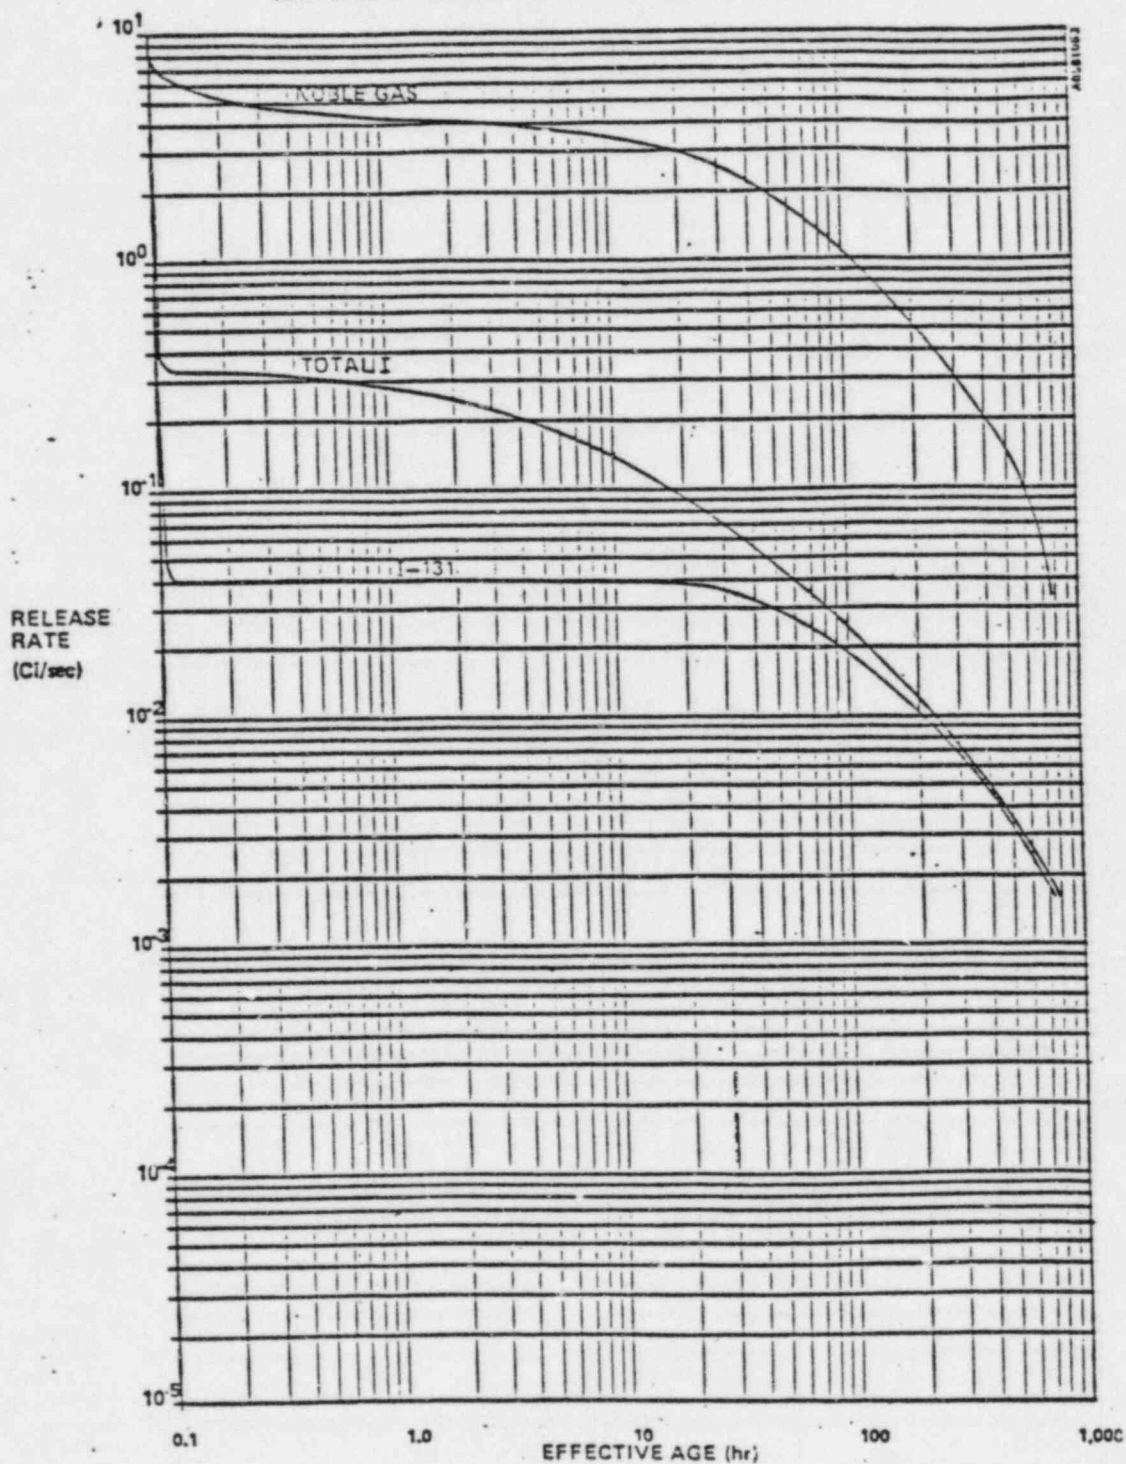 10¹
NOBLE GAS
10⁰
TOTAL I
10⁻¹
I-131
RELEASE
RATE
(Ci/sec)
10⁻²
10⁻³
10⁻⁴
10⁻⁵
0.1
1.0
10
100
1,00C
EFFECTIVE AGE (hr)